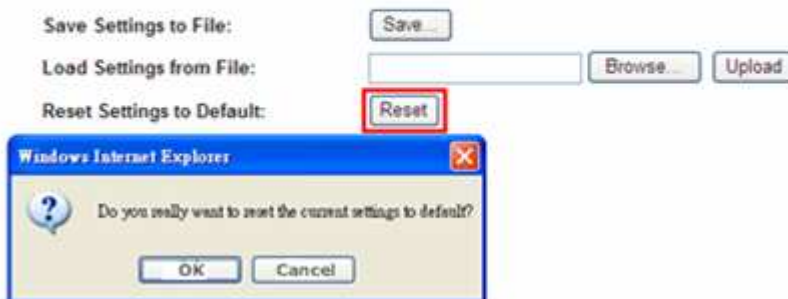 Save Settings to File: Save...
Load Settings from File: Browse... Upload
Reset Settings to Default: Reset
Windows Internet Explorer
Do you really want to reset the current settings to default?
OK Cancel